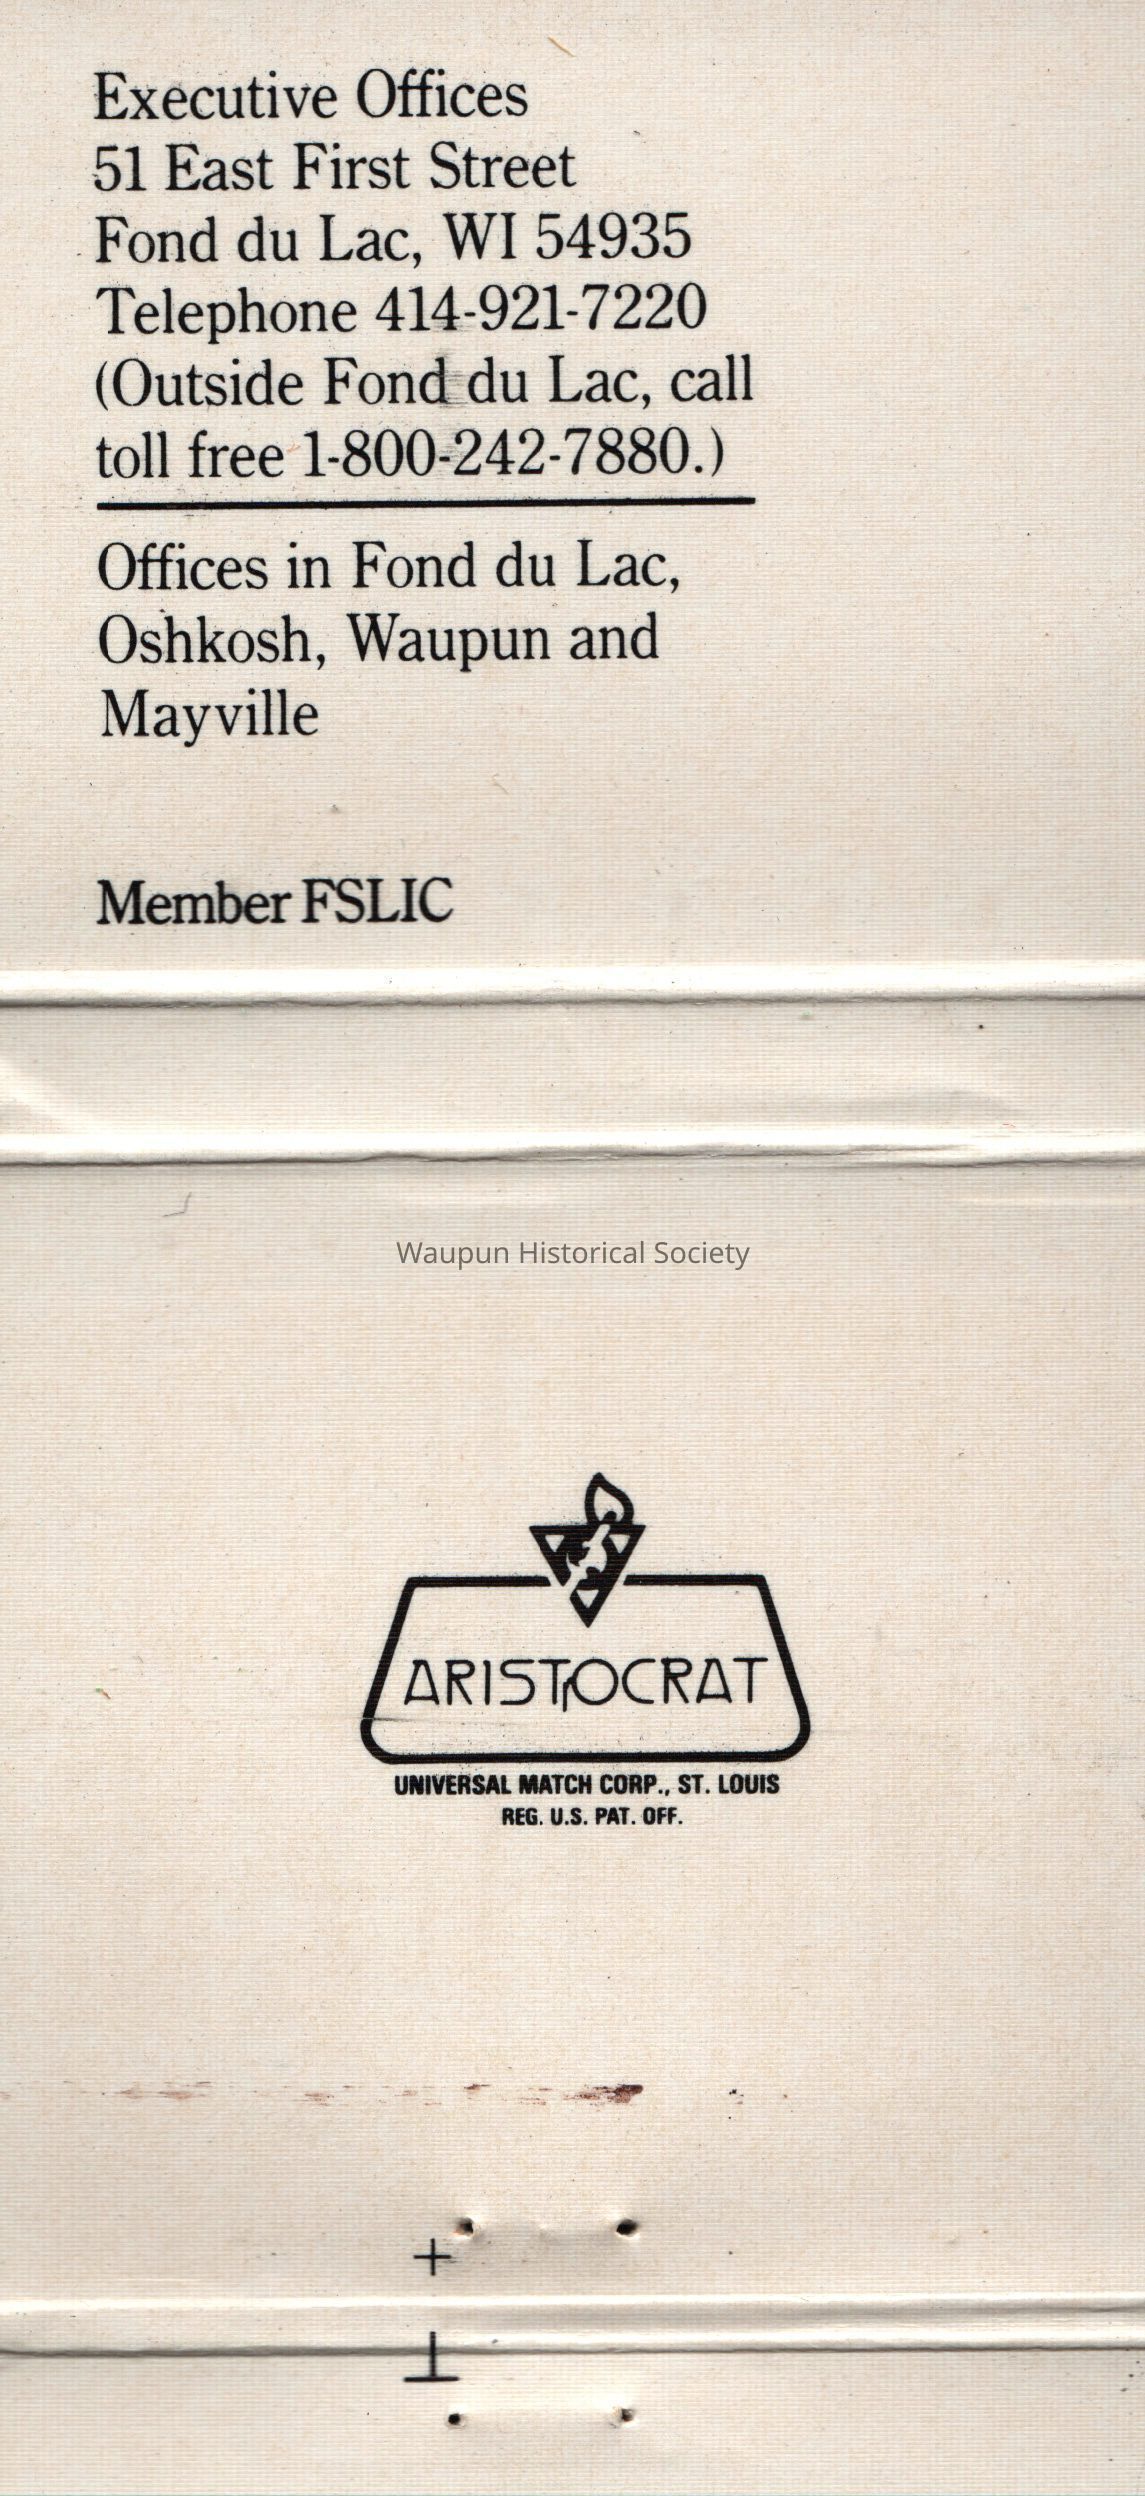 Executive Offices
51 East First Street
Fond du Lac, WI 54935
Telephone 414-921-7220
(Outside Fond du Lac, call
toll free 1-800-242-7880.)
Offices in Fond du Lac,
Oshkosh, Waupun and
Mayville
Member FSLIC
Waupun Historical Society
ARISTOCRAT
UNIVERSAL MATCH CORP., ST. LOUIS
REG. U.S. PAT. OFF.